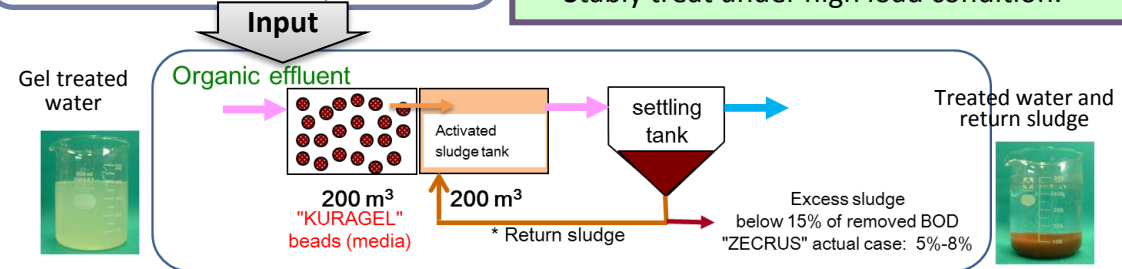 Stably treat under high load condition.
Input
Organic effluent
Gel treated
water
Activated
sludge tank
settling
tank
Treated water and
return sludge
200 m³
"KURAGEL"
beads (media)
200 m³
* Return sludge
Excess sludge
below 15% of removed BOD
"ZECRUS" actual case: 5%-8%